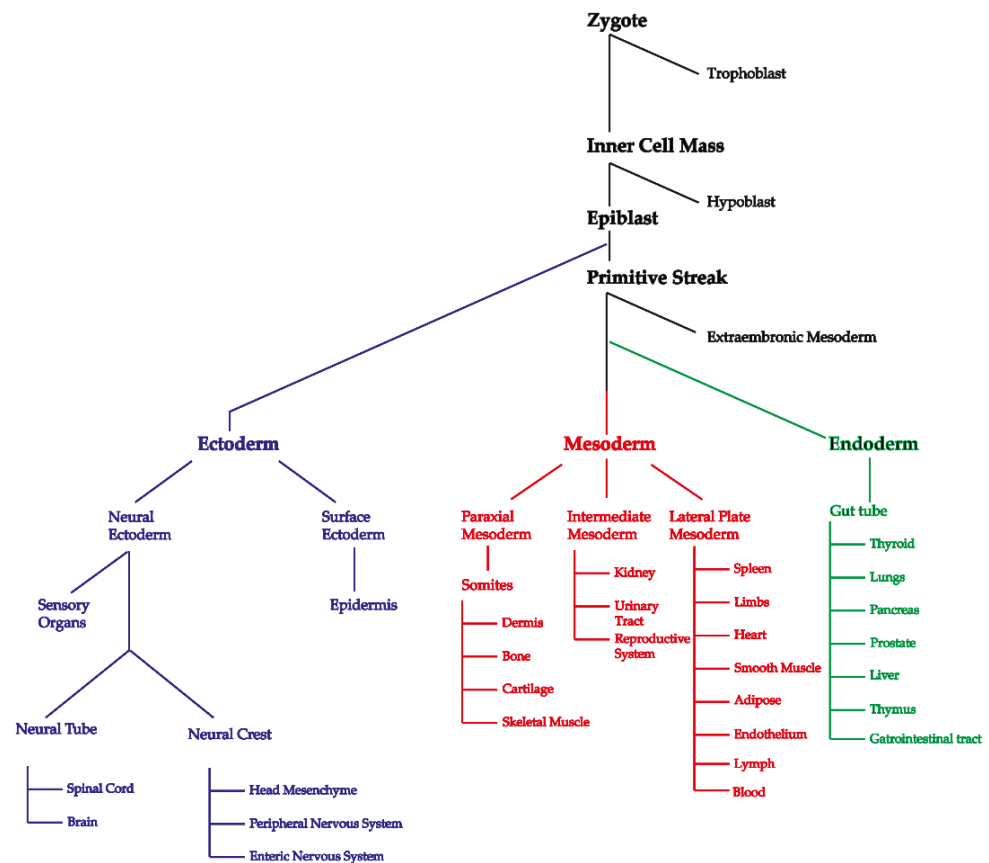 Zygote
Trophoblast
Inner Cell Mass
Hypoblast
Epiblast
Primitive Streak
Extraembronic Mesoderm
Ectoderm
Mesoderm
Endoderm
Neural
Ectoderm
Surface
Ectoderm
Paraxial
Mesoderm
Intermediate
Mesoderm
Lateral Plate
Mesoderm
Gut tube
Sensory
Organs
Epidermis
Somites
Dermis
Bone
Cartilage
Skeletal Muscle
Kidney
Urinary
Tract
Reproductive
System
Spleen
Limbs
Heart
Smooth Muscle
Adipose
Endothelium
Lymph
Blood
Thyroid
Lungs
Pancreas
Prostate
Liver
Thymus
Gatrointestinal tract
Neural Tube
Neural Crest
Spinal Cord
Brain
Head Mesenchyme
Peripheral Nervous System
Enteric Nervous System